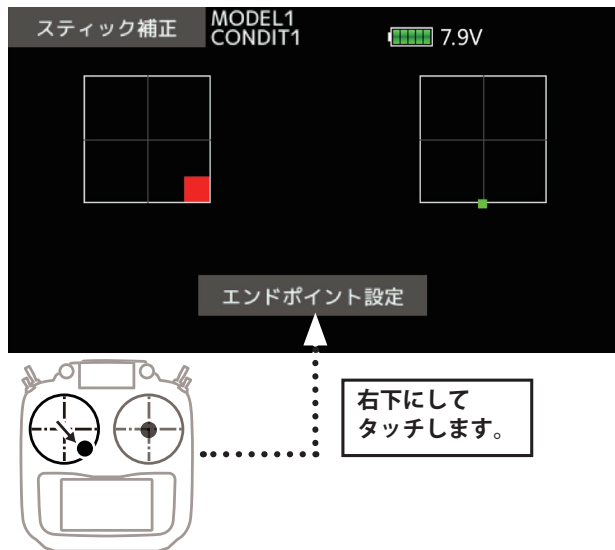 スティック補正
MODEL1
CONDIT1
7.9V
エンドポイント設定
右下にして
タッチします。